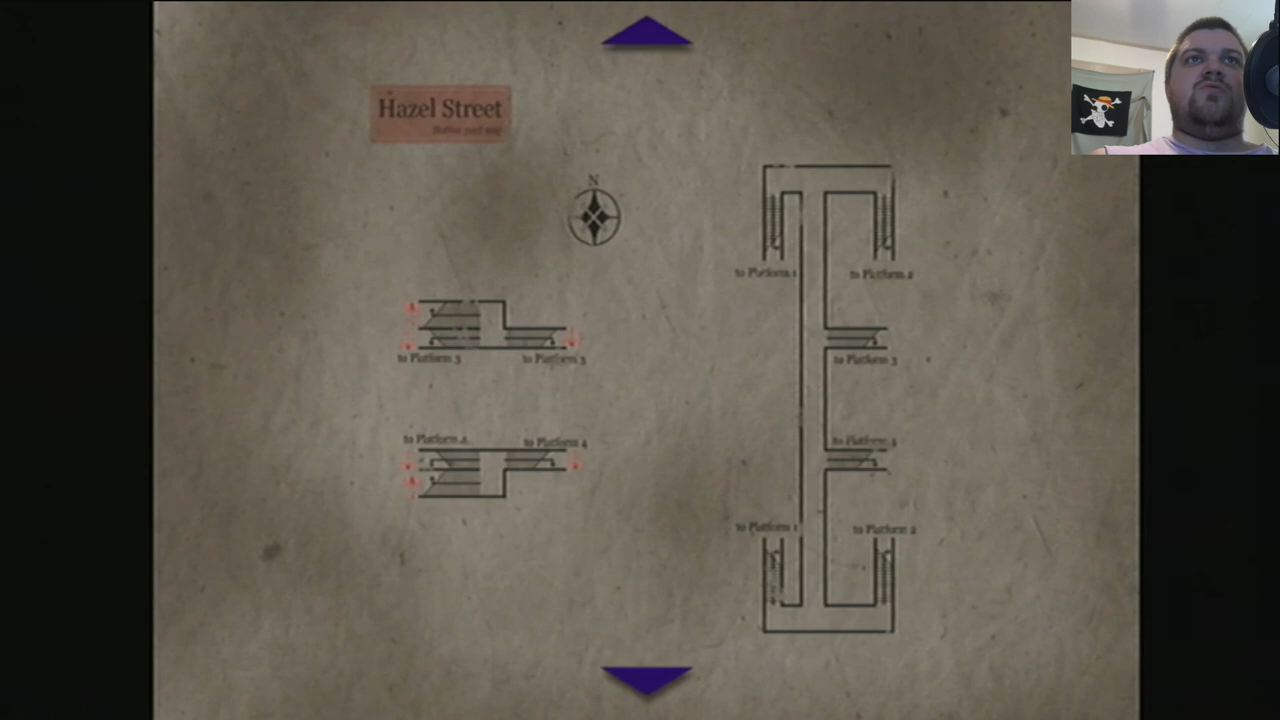 Hazel Street
N
to Platform 1
to Platform 2
to Platform 3
to Platform 3
to Platform 3
to Platform 4
to Platform 4
to Platform
to Platform 1
to Platform 2